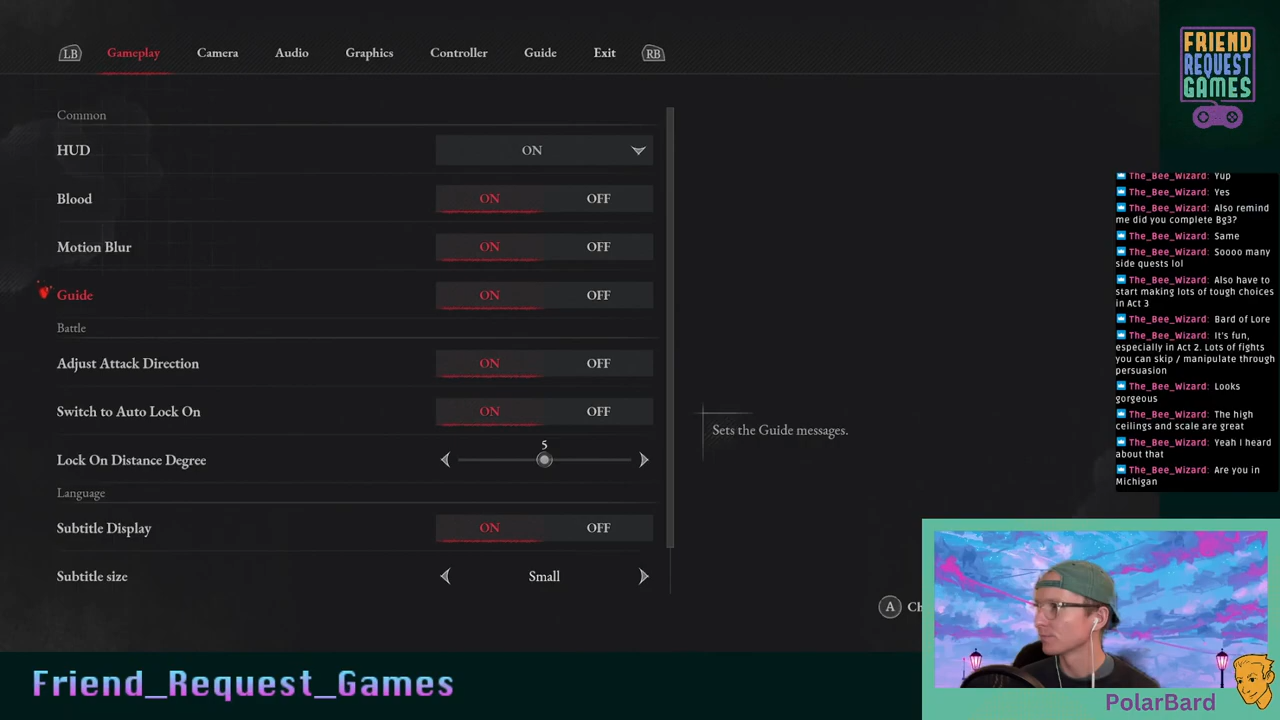 LB Gameplay Camera Audio Graphics Controller Guide Exit RB
Common
HUD ON
Blood ON OFF
Motion Blur ON OFF
Guide ON OFF
Battle
Adjust Attack Direction ON OFF
Switch to Auto Lock On ON OFF
5
Lock On Distance Degree
Language
Subtitle Display ON OFF
Subtitle size Small
Sets the Guide messages.
A Ch
FRIEND
REQUEST
GAMES
The_Bee_Wizard: Yup
The_Bee_Wizard: Yes
The_Bee_Wizard: Also remind
me did you complete Bg3?
The_Bee_Wizard: Same
The_Bee_Wizard: Soooo many
side quests lol
The_Bee_Wizard: Also have to
start making lots of tough choices
in Act 3
The_Bee_Wizard: Bard of Lore
The_Bee_Wizard: It's fun,
especially in Act 2. Lots of fights
you can skip / manipulate through
persuasion
The_Bee_Wizard: Looks
gorgeous
The_Bee_Wizard: The high
ceilings and scale are great
The_Bee_Wizard: Yeah I heard
about that
The_Bee_Wizard: Are you in
Michigan
Friend_Request_Games
PolarBard